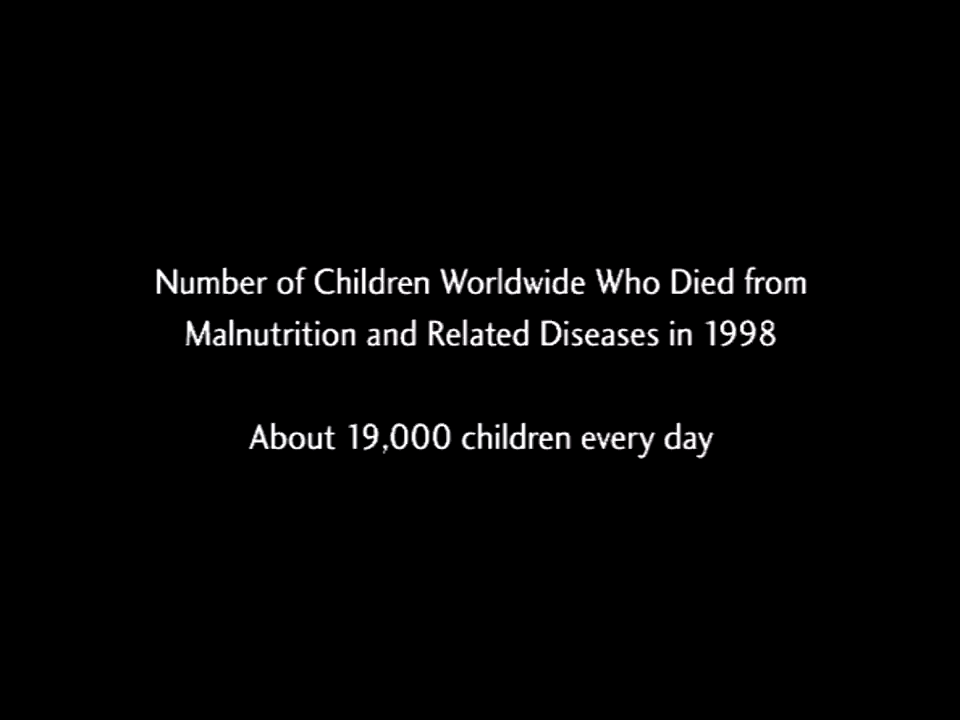 Number of Children Worldwide Who Died from
Malnutrition and Related Diseases in 1998
About 19,000 children every day